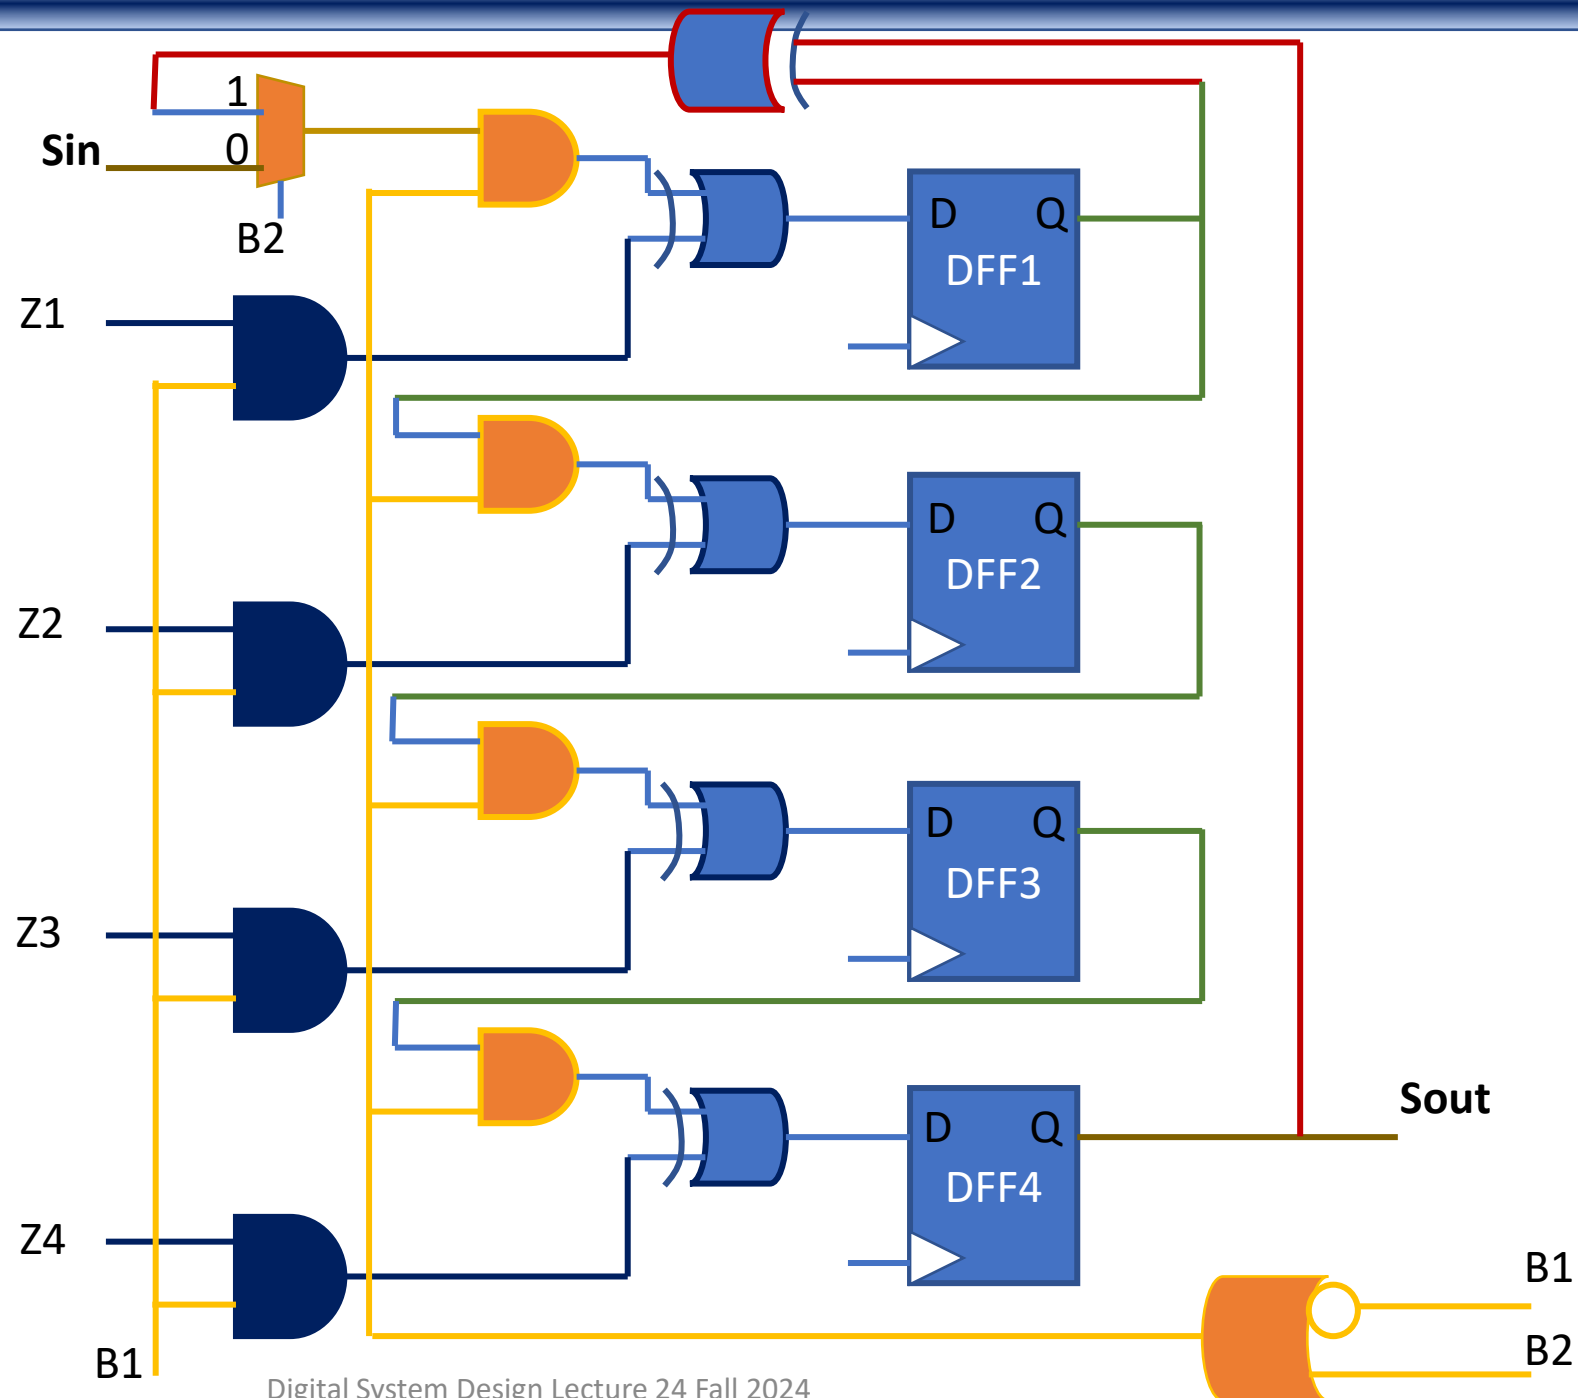 1
Sin
0
B2
Z1
D Q
DFF1
Z2
D Q
DFF2
Z3
D Q
DFF3
Z4
D Q
DFF4
Sout
B1
B2
B1
Digital System Design Lecture 24 Fall 2024